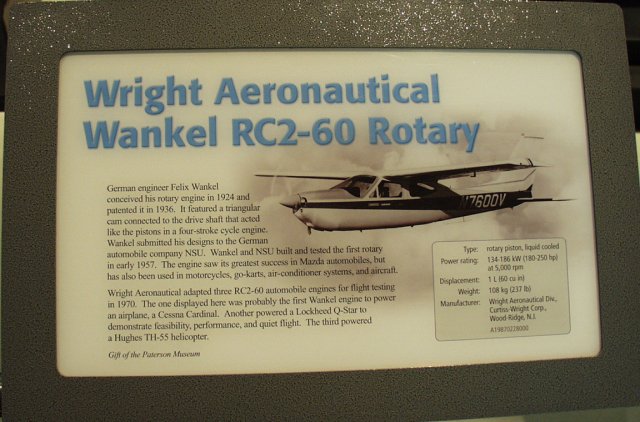 Wright Aeronautical
Wankel RC2-60 Rotary
German engineer Felix Wankel
conceived his rotary engine in 1924 and
patented it in 1936. It featured a triangular
cam connected to the drive shaft that acted
like the pistons in a four-stroke cycle engine.
Wankel submitted his designs to the German
automobile company NSU. Wankel and NSU built and tested the first rotary
in early 1957. The engine saw its greatest success in Mazda automobiles, but
has also been used in motorcycles, go-karts, air-conditioner systems, and aircraft.
Wright Aeronautical adapted three RC2-60 automobile engines for flight testing
in 1970. The one displayed here was probably the first Wankel engine to power
an airplane, a Cessna Cardinal. Another powered a Lockheed Q-Star to
demonstrate feasibility, performance, and quiet flight. The third powered
a Hughes TH-55 helicopter.
Gift of the Paterson Museum
N7600V
Type: rotary piston, liquid cooled
Power rating: 134-186 kW (180-250 hp)
at 5,000 rpm
Displacement: 1 L (60 cu in)
Weight: 108 kg (237 lb)
Manufacturer: Wright Aeronautical Div.,
Curtiss-Wright Corp.,
Wood-Ridge, N.J.
A19870228000